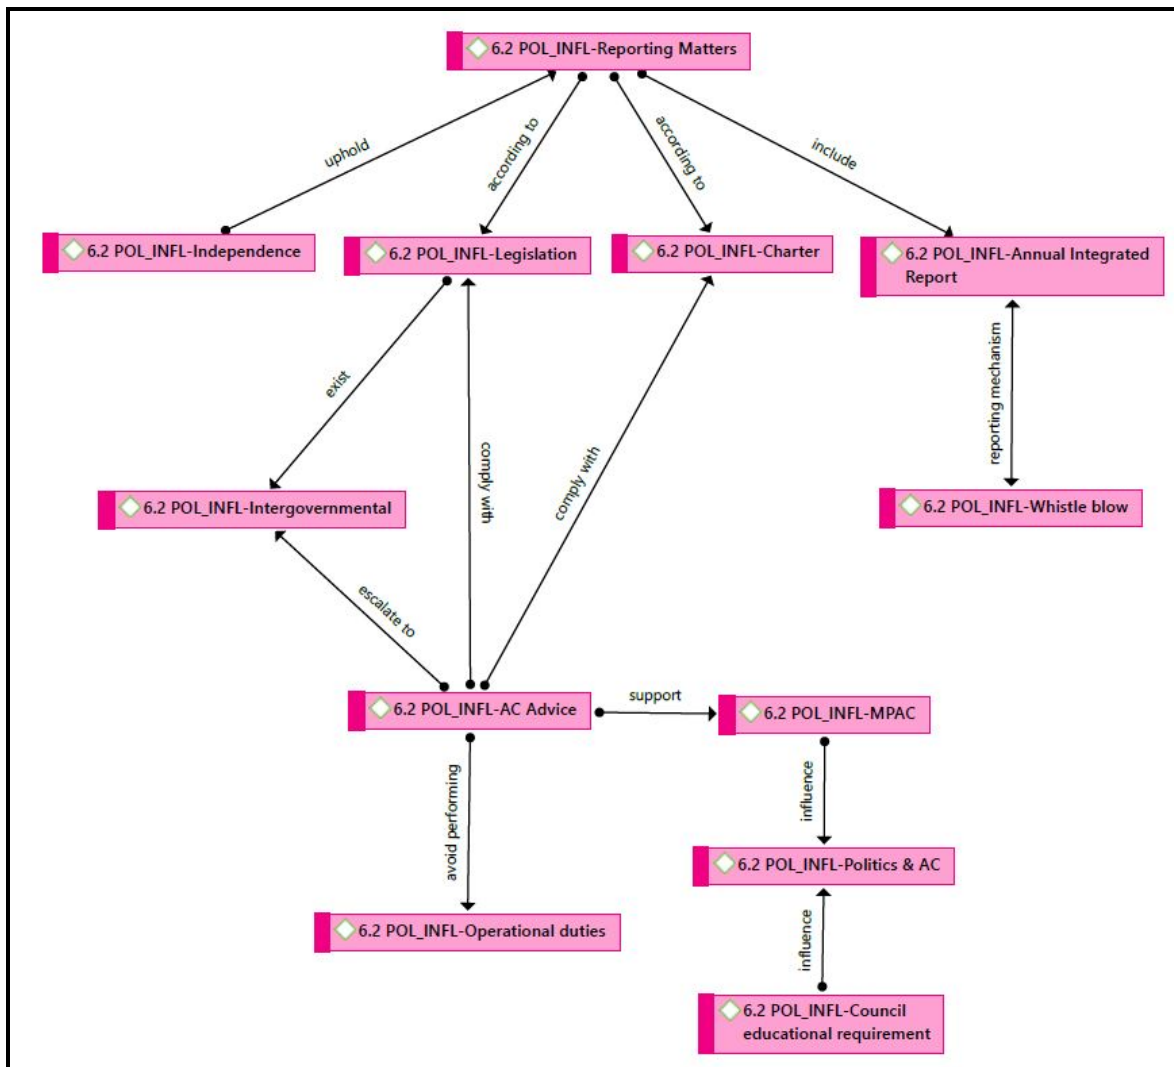 6.2 POL_INFL-Reporting Matters
uphold
according to
according to
include
6.2 POL_INFL-Independence
6.2 POL_INFL-Legislation
6.2 POL_INFL-Charter
6.2 POL_INFL-Annual Integrated
Report
exist
comply with
comply with
reporting mechanism
6.2 POL_INFL-Intergovernmental
6.2 POL_INFL-Whistle blow
escalate to
6.2 POL_INFL-AC Advice
support
6.2 POL_INFL-MPAC
avoid performing
influence
6.2 POL_INFL-Politics & AC
6.2 POL_INFL-Operational duties
influence
6.2 POL_INFL-Council
educational requirement